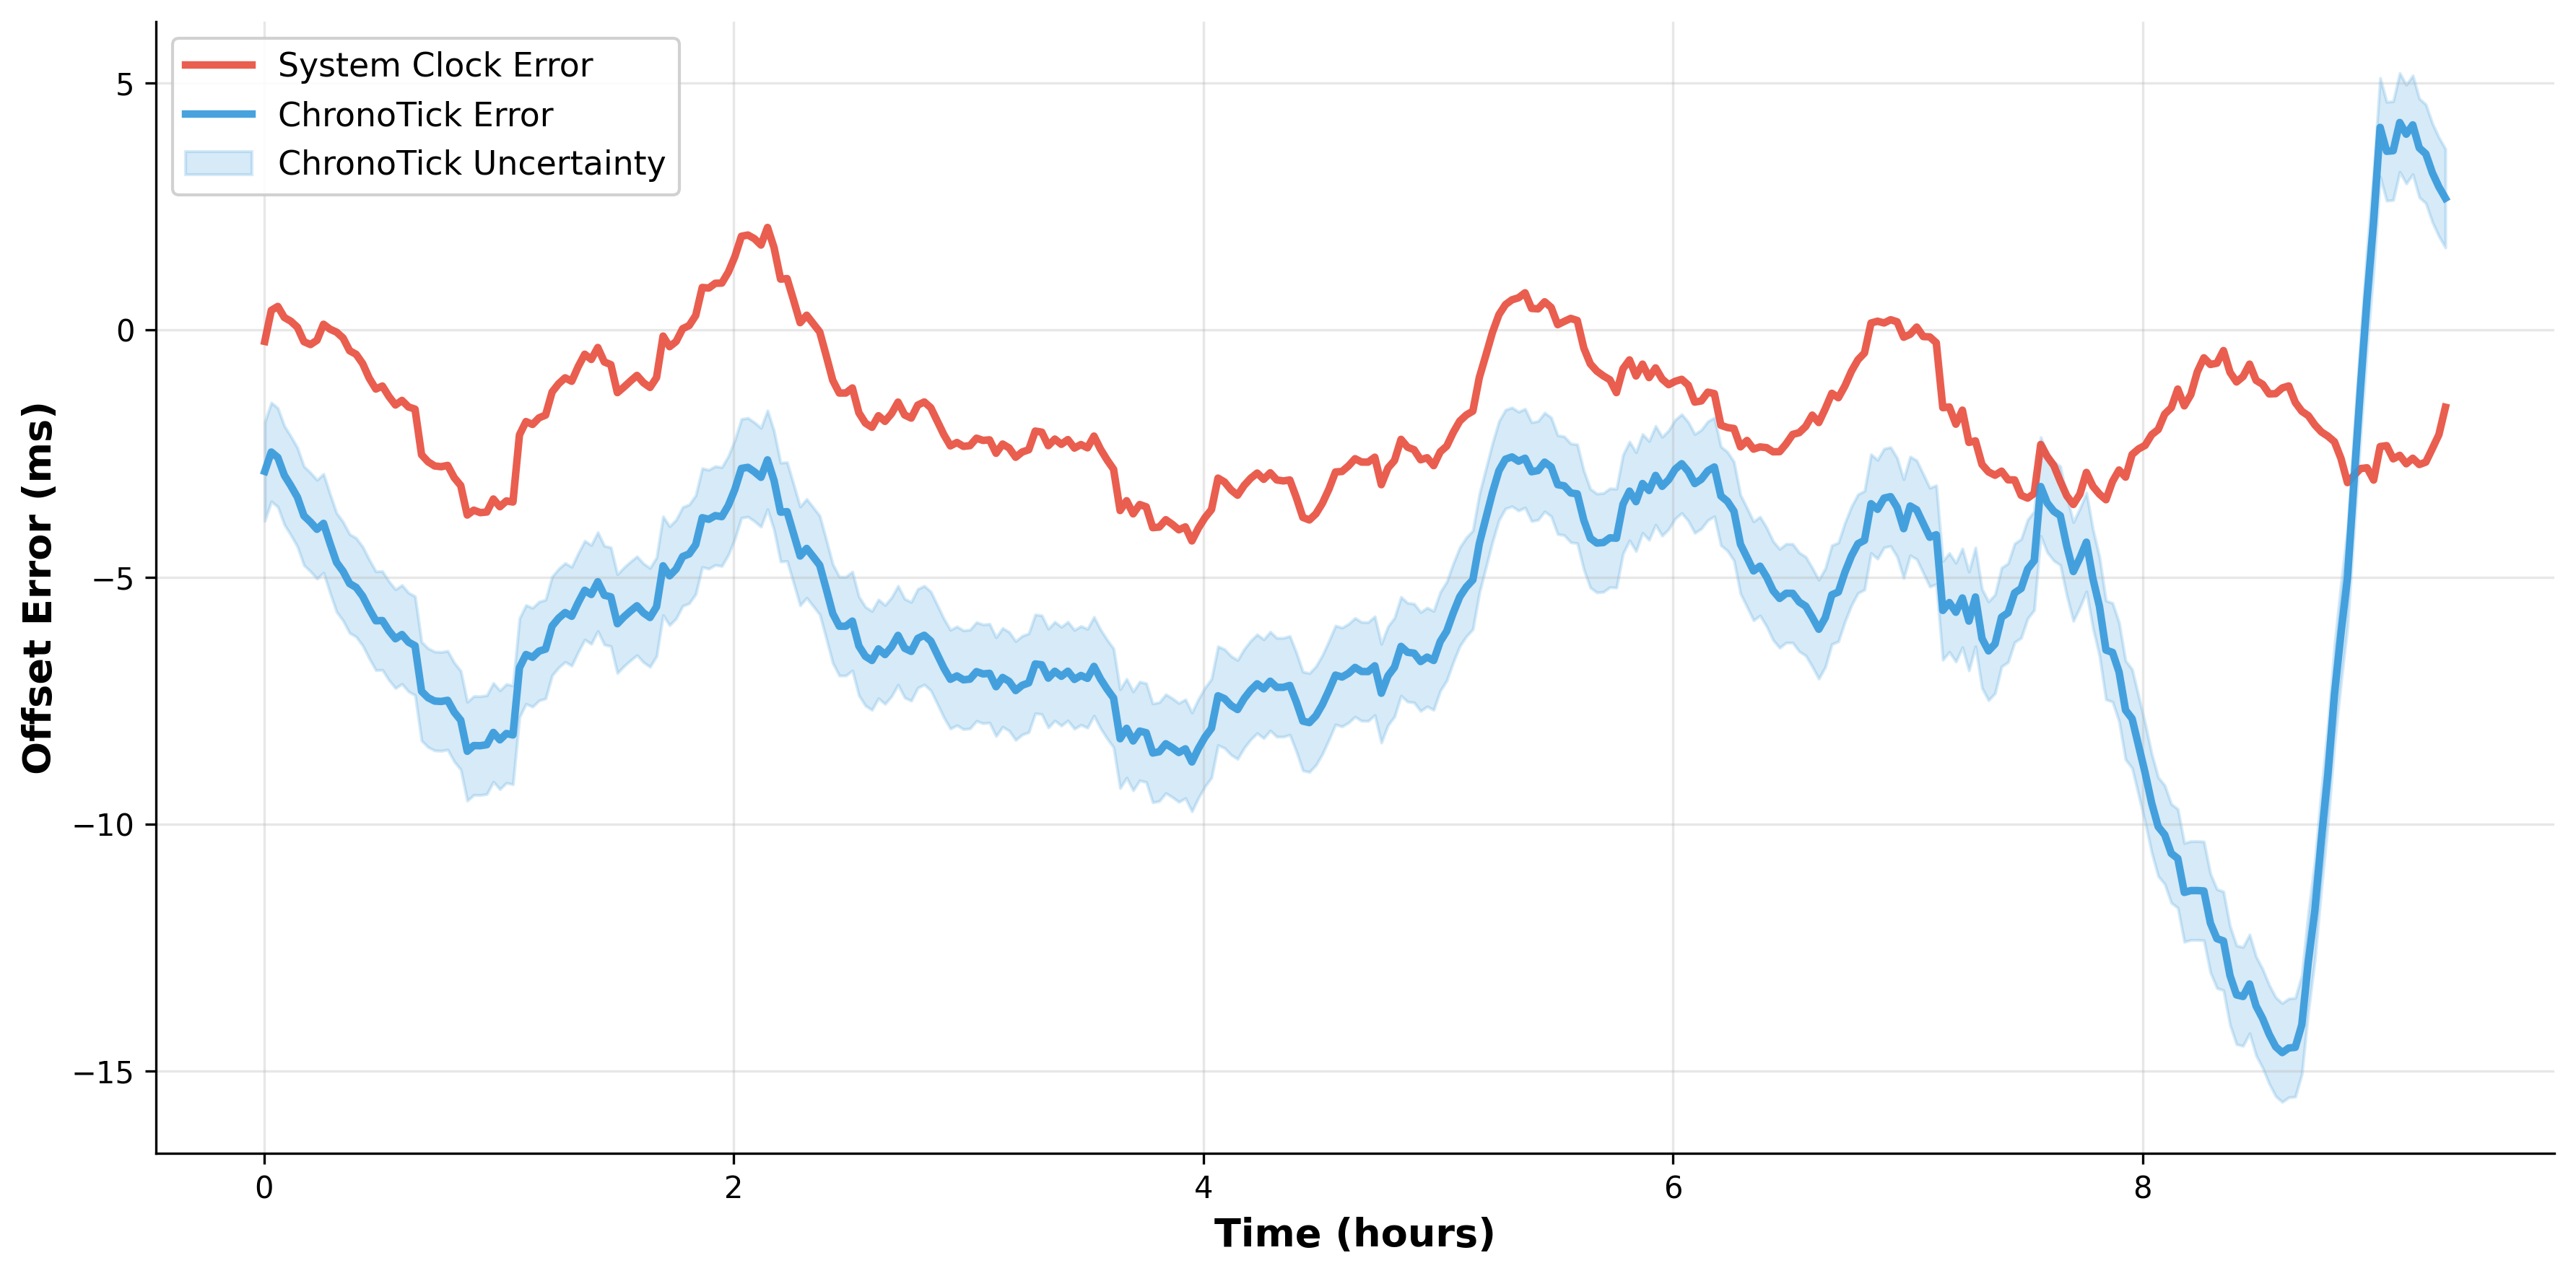 System Clock Error
ChronoTick Error
ChronoTick Uncertainty
5
0
−5
−10
−15
Offset Error (ms)
0 2 4 6 8
Time (hours)